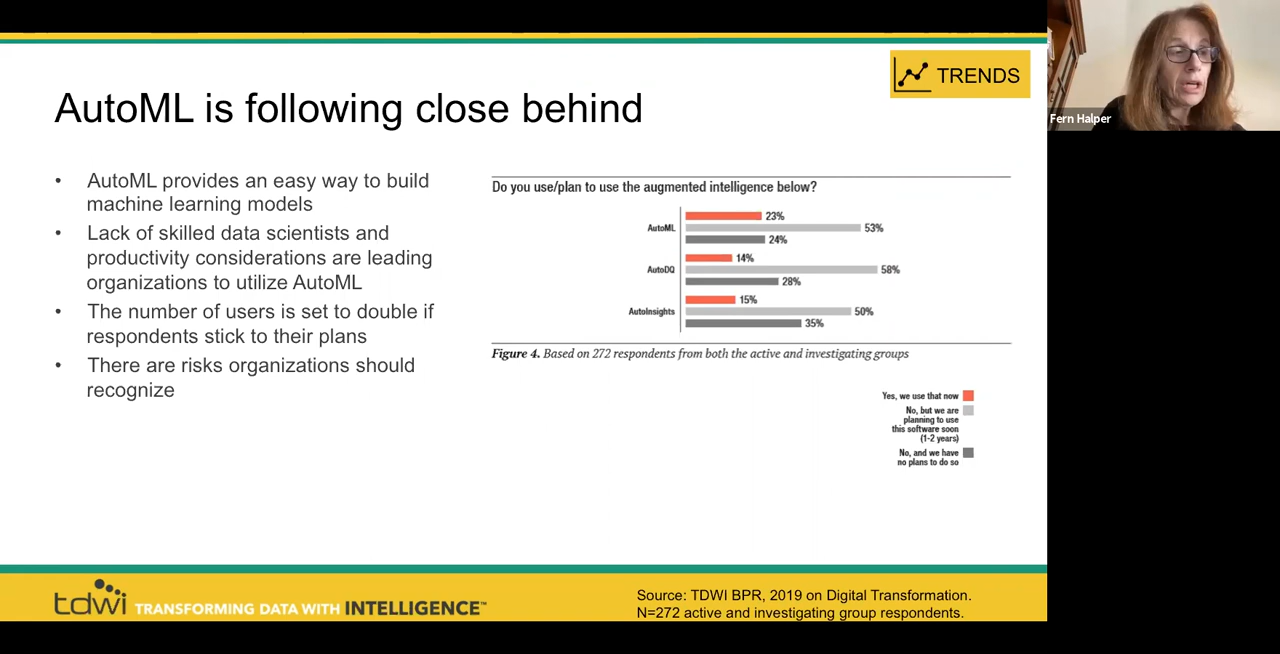 TRENDS
Fern Halper
AutoML is following close behind
• AutoML provides an easy way to build
machine learning models
• Lack of skilled data scientists and
productivity considerations are leading
organizations to utilize AutoML
• The number of users is set to double if
respondents stick to their plans
• There are risks organizations should
recognize
Do you use/plan to use the augmented intelligence below?
AutoML
23%
53%
24%
AutoDQ
14%
58%
28%
AutoInsights
15%
50%
35%
Figure 4. Based on 272 respondents from both the active and investigating groups
Yes, we use that now
No, but we are
planning to use
this software soon
(1-2 years)
No, and we have
no plans to do so
tdwi TRANSFORMING DATA WITH INTELLIGENCE™
Source: TDWI BPR, 2019 on Digital Transformation.
N=272 active and investigating group respondents.